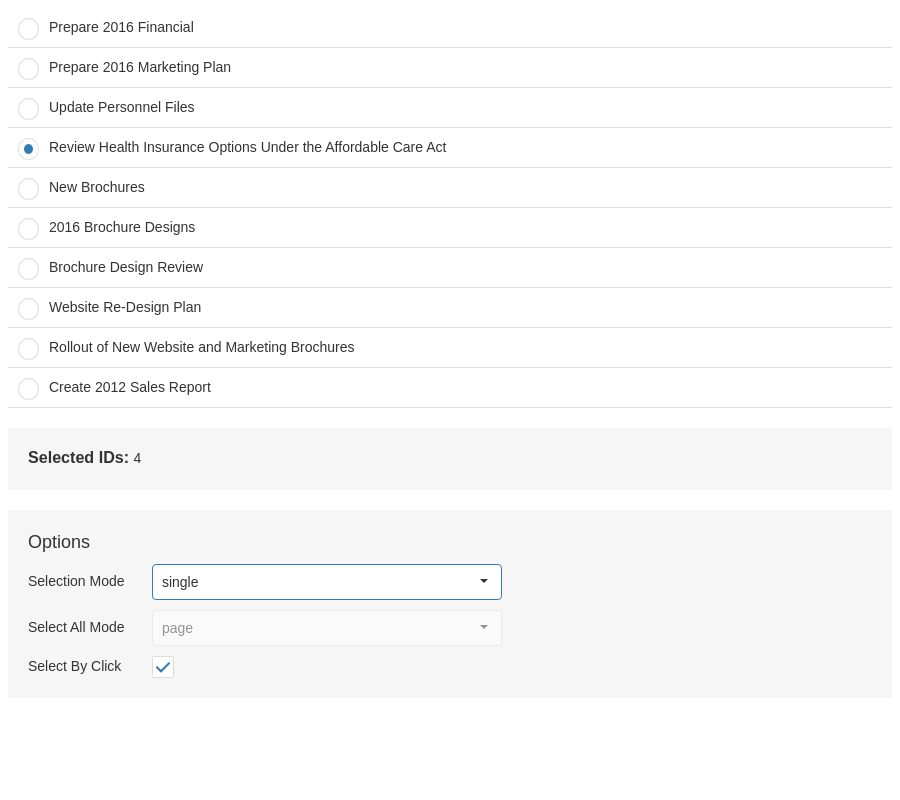 Prepare 2016 Financial
Prepare 2016 Marketing Plan
Update Personnel Files
Review Health Insurance Options Under the Affordable Care Act
New Brochures
2016 Brochure Designs
Brochure Design Review
Website Re-Design Plan
Rollout of New Website and Marketing Brochures
Create 2012 Sales Report
Selected IDs: 4
Options
Selection Mode single
Select All Mode page
Select By Click